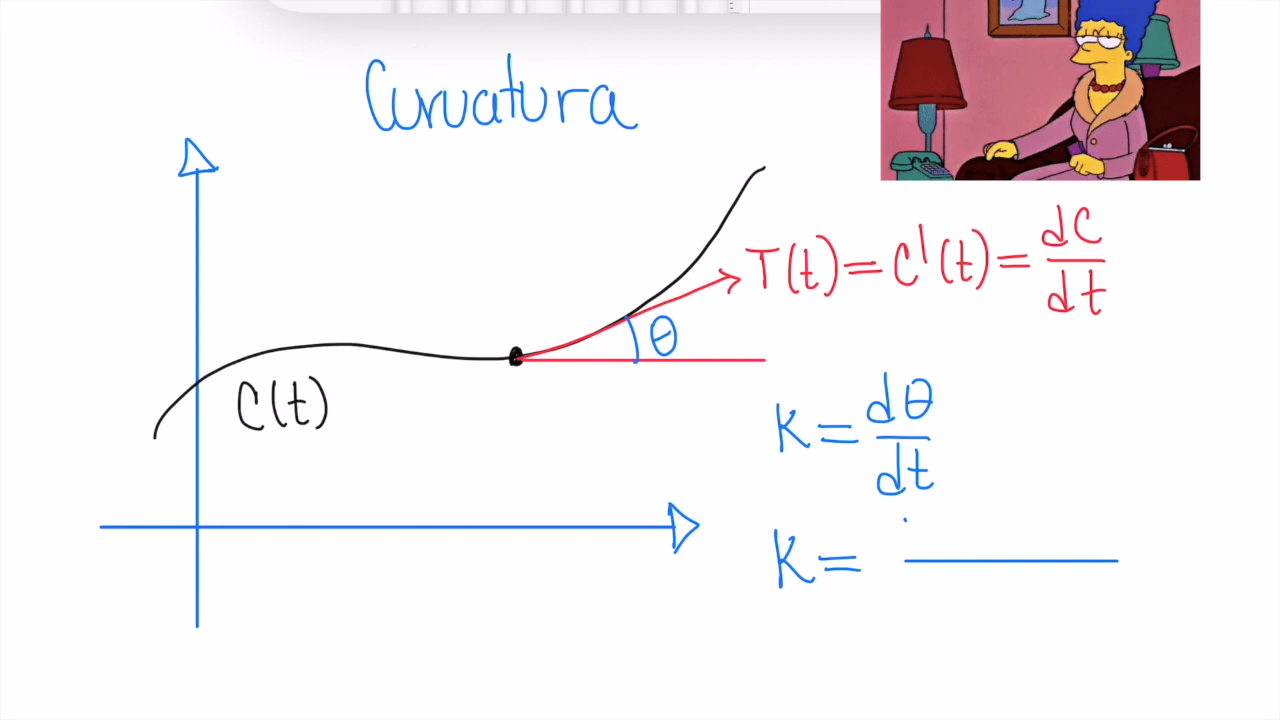 Curvatura
T(t) = C'(t) = dC/dt
θ
C(t)
K = dθ/dt
K =